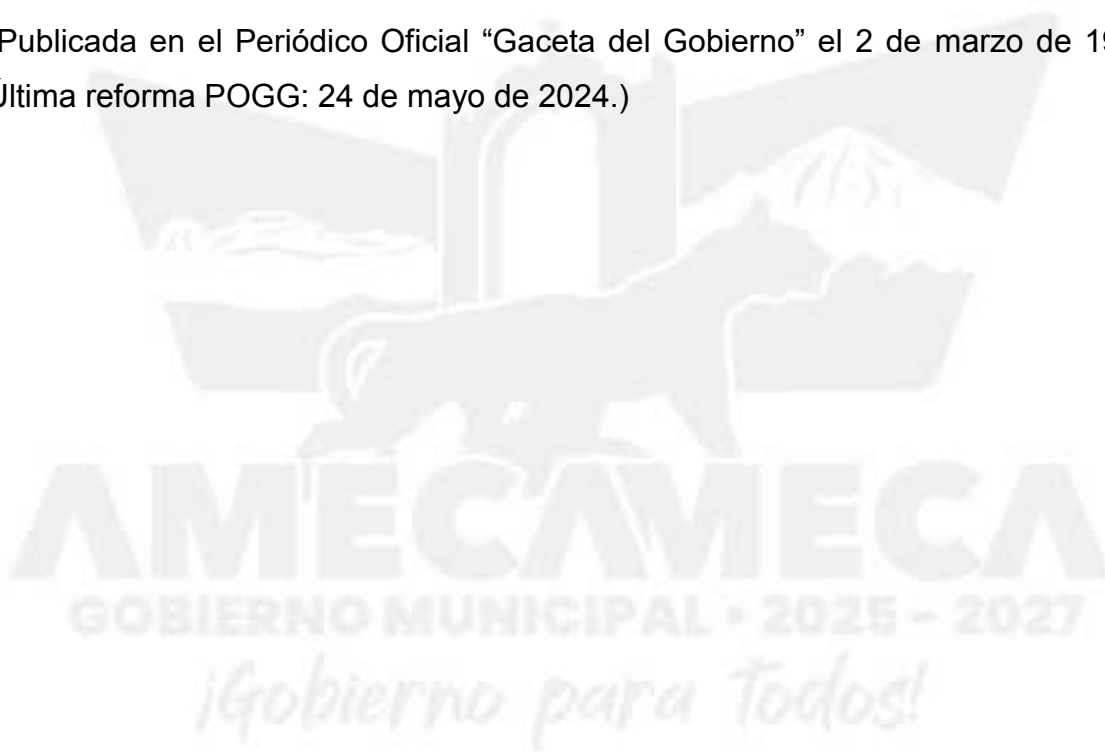 Publicada en el Periódico Oficial “Gaceta del Gobierno” el 2 de marzo de 19
Última reforma POGG: 24 de mayo de 2024.)
AMECAMECA
GOBIERNO MUNICIPAL • 2025 - 2027
¡Gobierno para Todos!